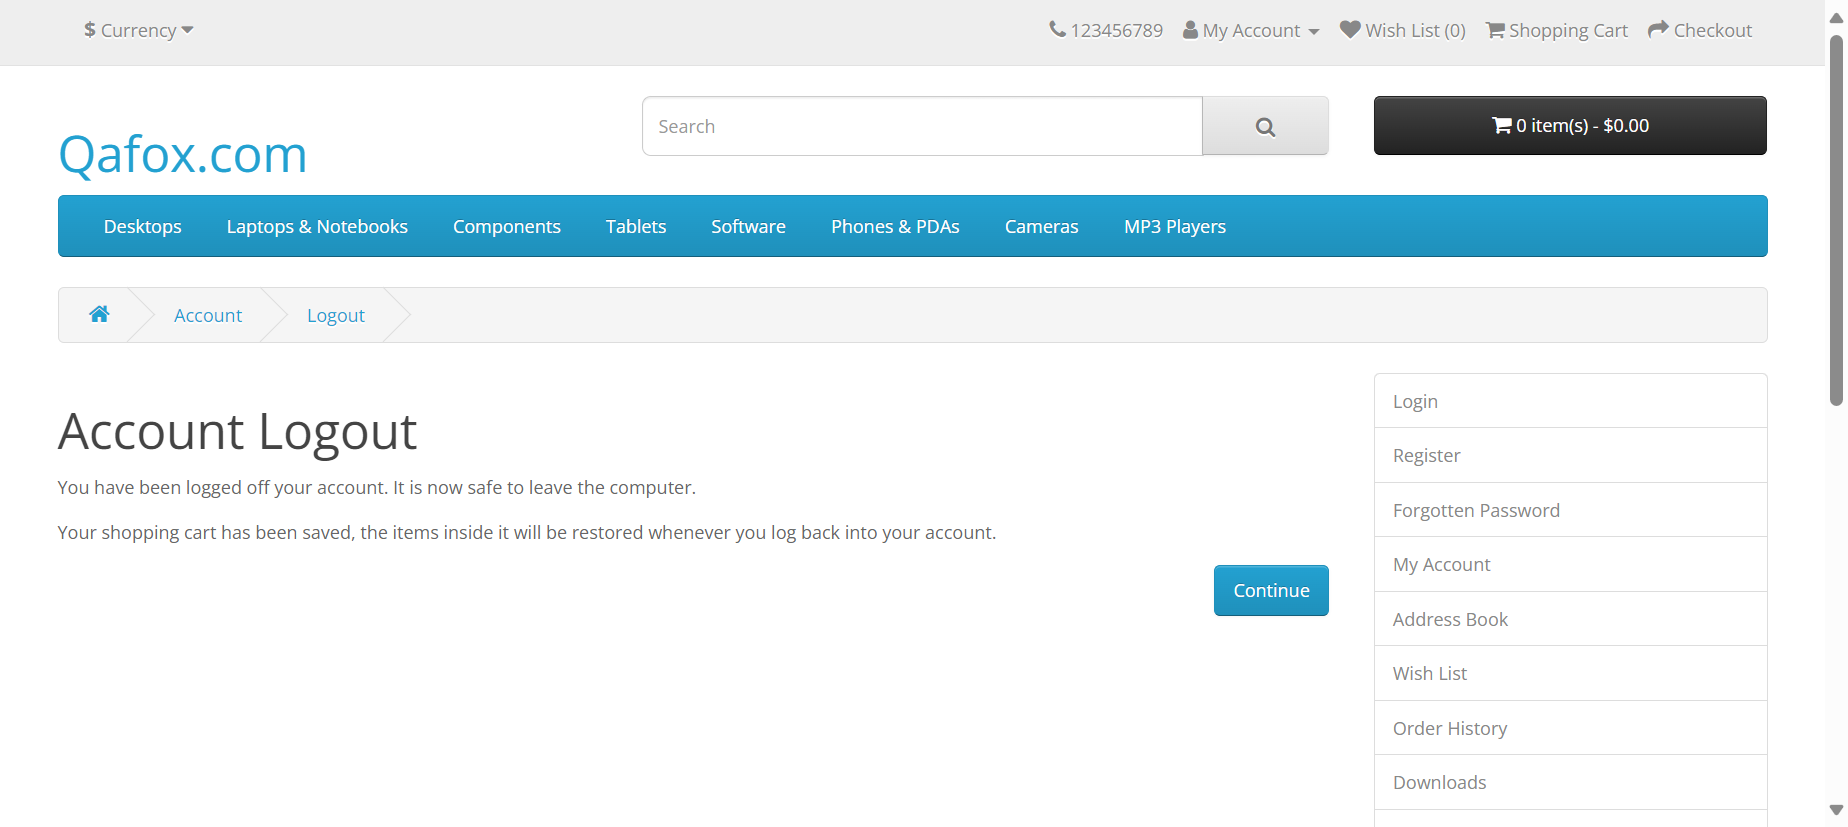 $ Currency
123456789 My Account Wish List (0) Shopping Cart Checkout
Qafox.com
Search
0 item(s) - $0.00
Desktops Laptops & Notebooks Components Tablets Software Phones & PDAs Cameras MP3 Players
Account Logout
Account Logout
You have been logged off your account. It is now safe to leave the computer.
Your shopping cart has been saved, the items inside it will be restored whenever you log back into your account.
Continue
Login
Register
Forgotten Password
My Account
Address Book
Wish List
Order History
Downloads